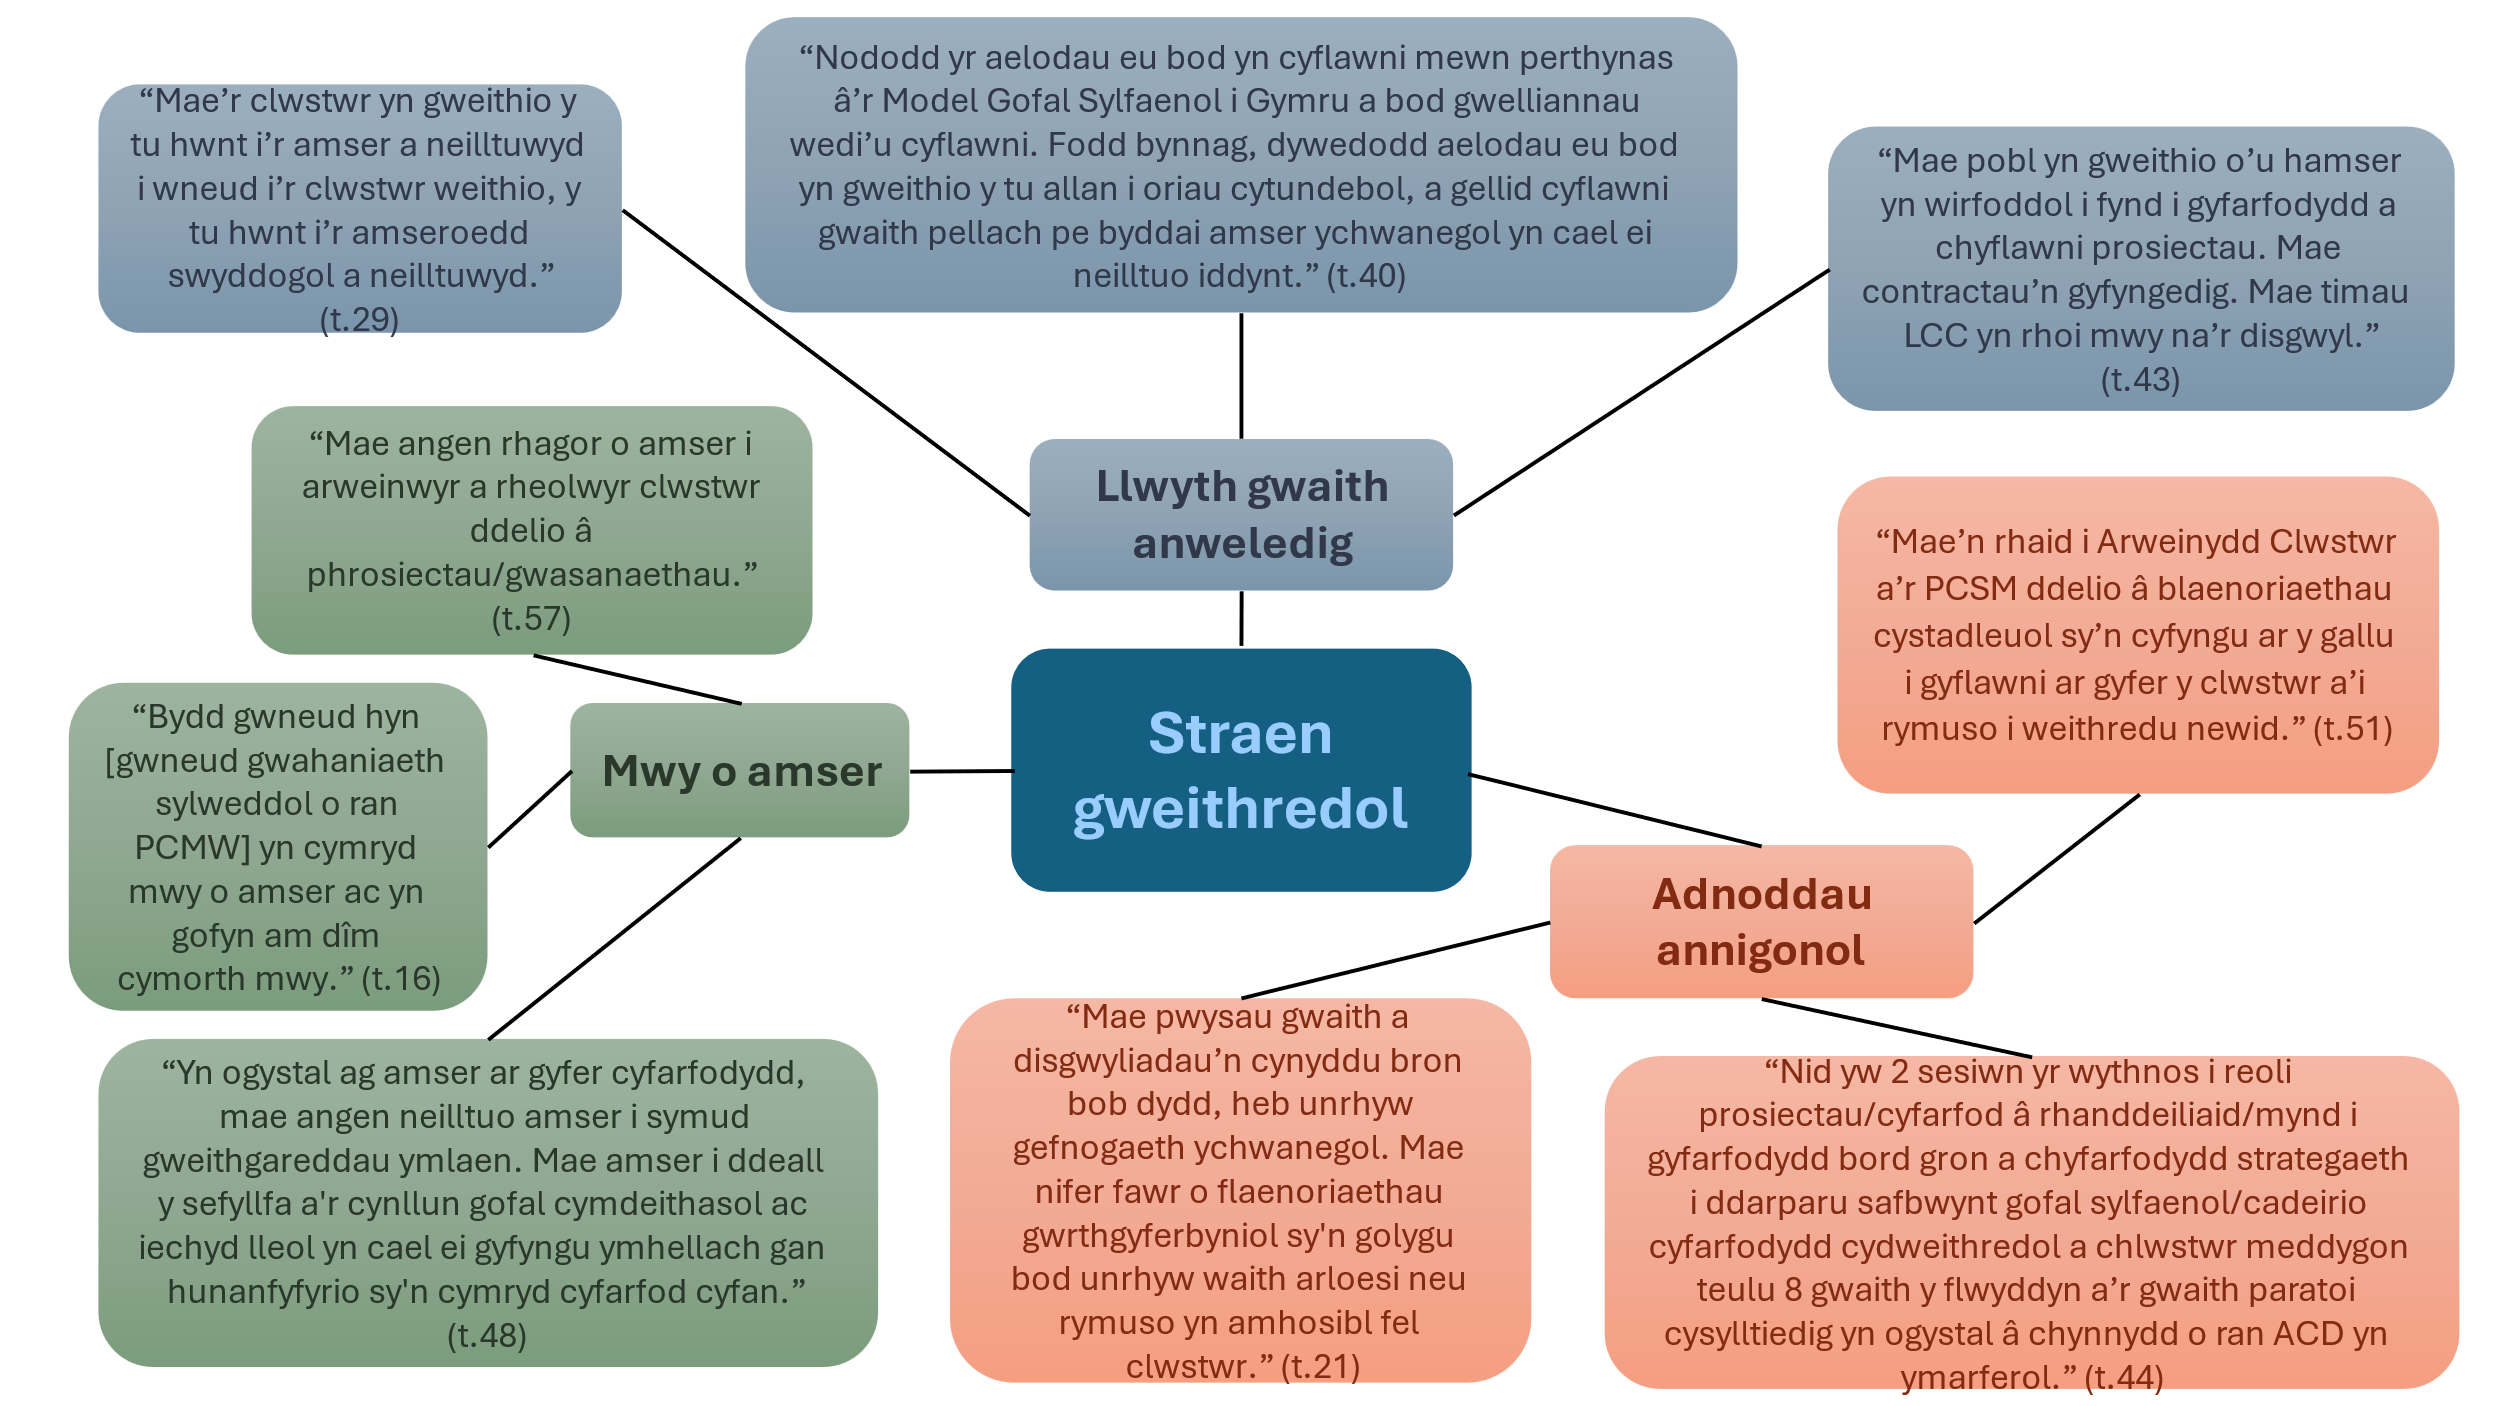 “Mae’r clwstwr yn gweithio y
tu hwnt i’r amser a neilltuwyd
i wneud i’r clwstwr weithio, y
tu hwnt i’r amseroedd
swyddogol a neilltuwyd.”
(t.29)
“Nododd yr aelodau eu bod yn cyflawni mewn perthynas
â’r Model Gofal Sylfaenol i Gymru a bod gwelliannau
wedi’u cyflawni. Fodd bynnag, dywedodd aelodau eu bod
yn gweithio y tu allan i oriau cytundebol, a gellid cyflawni
gwaith pellach pe byddai amser ychwanegol yn cael ei
neilltuo iddynt.” (t.40)
“Mae pobl yn gweithio o’u hamser
yn wirfoddol i fynd i gyfarfodydd a
chyflawni prosiectau. Mae
contractau’n gyfyngedig. Mae timau
LCC yn rhoi mwy na’r disgwyl.”
(t.43)
Llwyth gwaith
anweledig
“Mae angen rhagor o amser i
arweinwyr a rheolwyr clwstwr
ddelio â
phrosiectau/gwasanaethau.”
(t.57)
“Bydd gwneud hyn
[gwneud gwahaniaeth
sylweddol o ran
PCMW] yn cymryd
mwy o amser ac yn
gofyn am dîm
cymorth mwy.” (t.16)
Mwy o amser
Straen
gweithredol
“Mae’n rhaid i Arweinydd Clwstwr
a’r PCSM ddelio â blaenoriaethau
cystadleuol sy’n cyfyngu ar y gallu
i gyflawni ar gyfer y clwstwr a’i
rymuso i weithredu newid.” (t.51)
Adnoddau
annigonol
“Yn ogystal ag amser ar gyfer cyfarfodydd,
mae angen neilltuo amser i symud
gweithgareddau ymlaen. Mae amser i ddeall
y sefyllfa a'r cynllun gofal cymdeithasol ac
iechyd lleol yn cael ei gyfyngu ymhellach gan
hunanfyfyrio sy'n cymryd cyfarfod cyfan.”
(t.48)
“Mae pwysau gwaith a
disgwyliadau’n cynyddu bron
bob dydd, heb unrhyw
gefnogaeth ychwanegol. Mae
nifer fawr o flaenoriaethau
gwrthgyferbyniol sy'n golygu
bod unrhyw waith arloesi neu
rymuso yn amhosibl fel
clwstwr.” (t.21)
“Nid yw 2 sesiwn yr wythnos i reoli
prosiectau/cyfarfod â rhanddeiliaid/mynd i
gyfarfodydd bord gron a chyfarfodydd strategaeth
i ddarparu safbwynt gofal sylfaenol/cadeirio
cyfarfodydd cydweithredol a chlwstwr meddygon
teulu 8 gwaith y flwyddyn a’r gwaith paratoi
cysylltiedig yn ogystal â chynnydd o ran ACD yn
ymarferol.” (t.44)